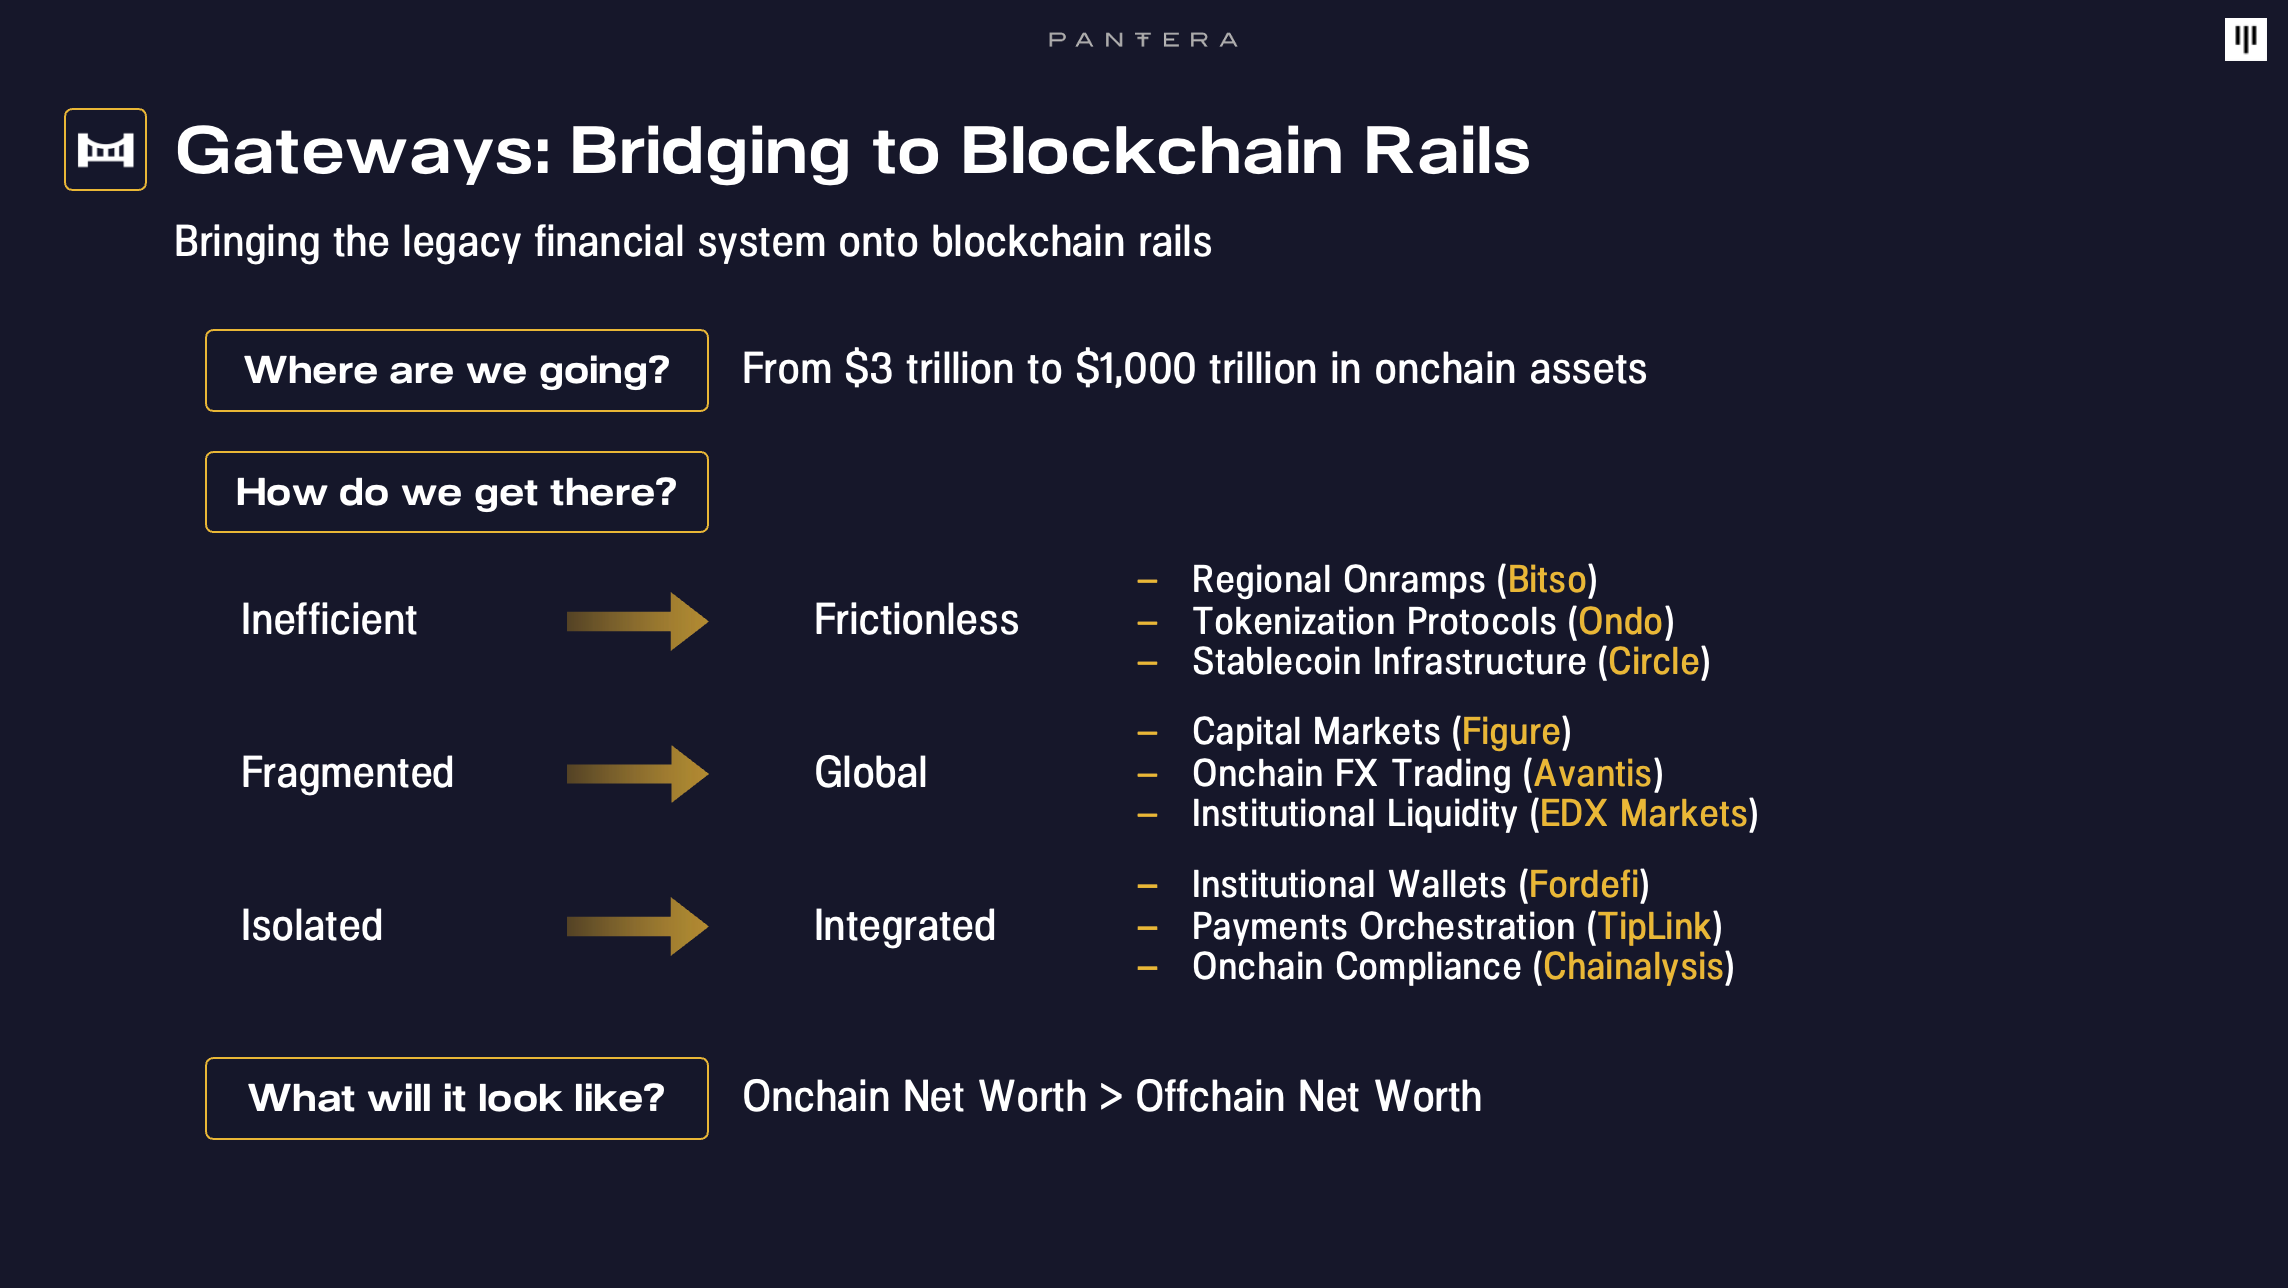 PANTERA
Gateways: Bridging to Blockchain Rails
Bringing the legacy financial system onto blockchain rails
Where are we going?
From $3 trillion to $1,000 trillion in onchain assets
How do we get there?
Inefficient
Frictionless
– Regional Onramps (Bitso)
– Tokenization Protocols (Ondo)
– Stablecoin Infrastructure (Circle)
Fragmented
Global
– Capital Markets (Figure)
– Onchain FX Trading (Avantis)
– Institutional Liquidity (EDX Markets)
Isolated
Integrated
– Institutional Wallets (Fordefi)
– Payments Orchestration (TipLink)
– Onchain Compliance (Chainalysis)
What will it look like?
Onchain Net Worth > Offchain Net Worth